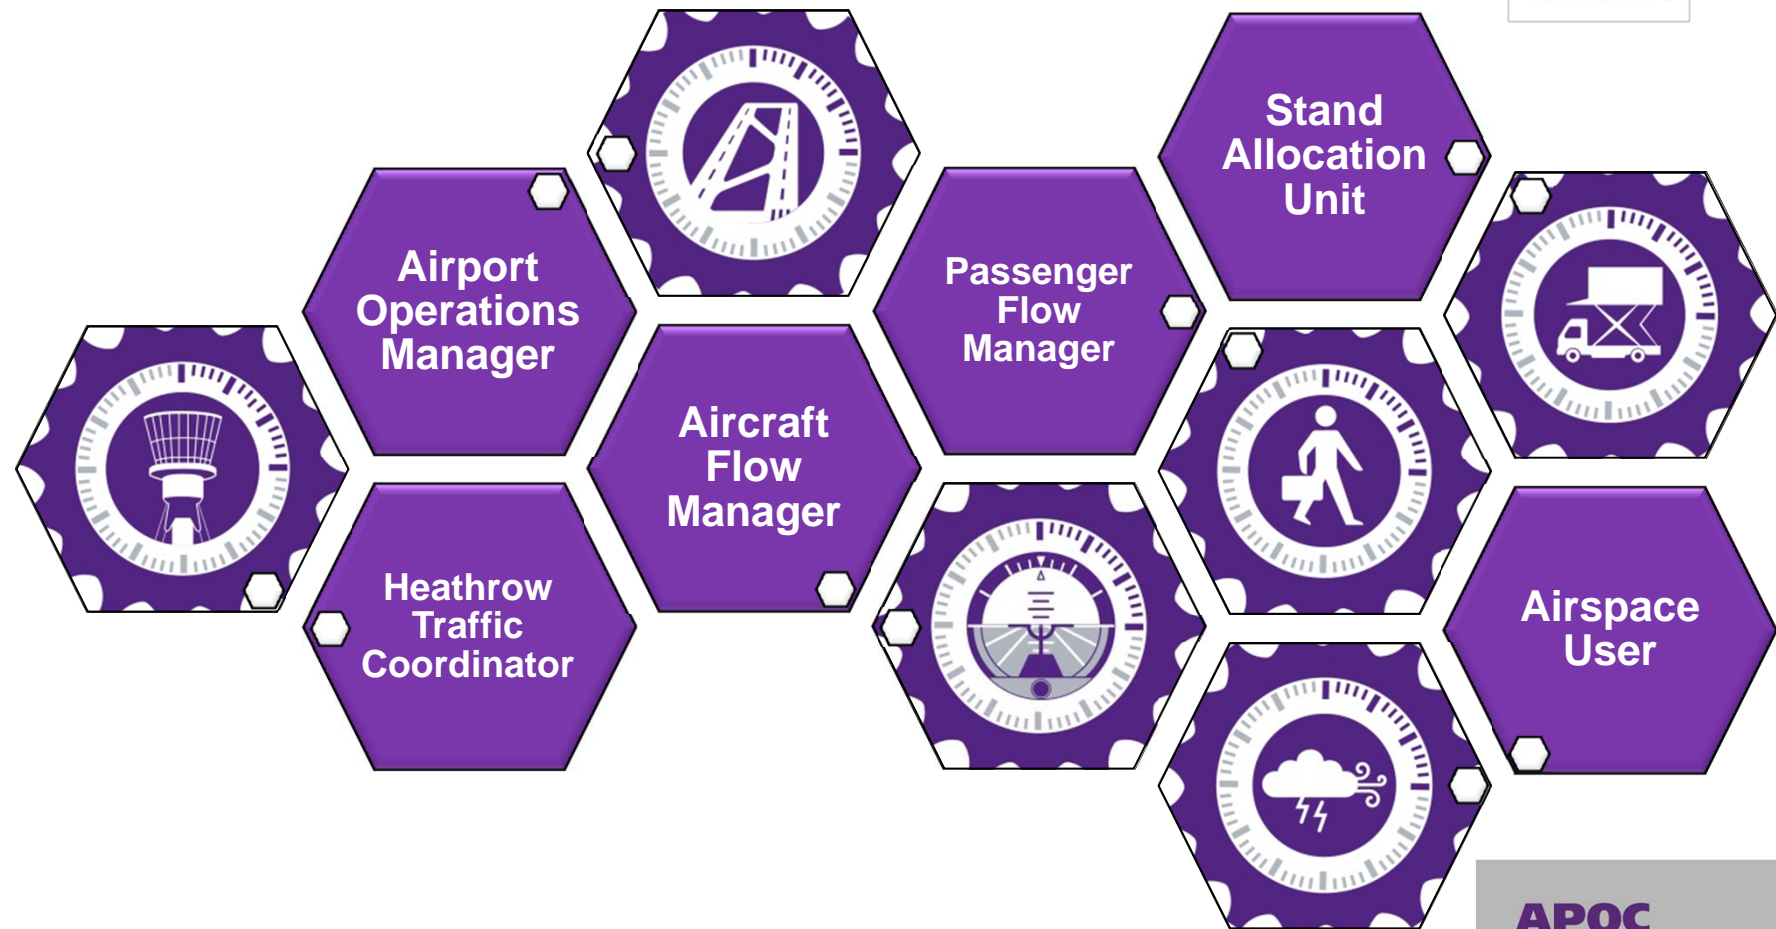 Stand
Allocation
Unit
Airport
Operations
Manager
Passenger
Flow
Manager
Aircraft
Flow
Manager
Heathrow
Traffic
Coordinator
Airspace
User
APOC